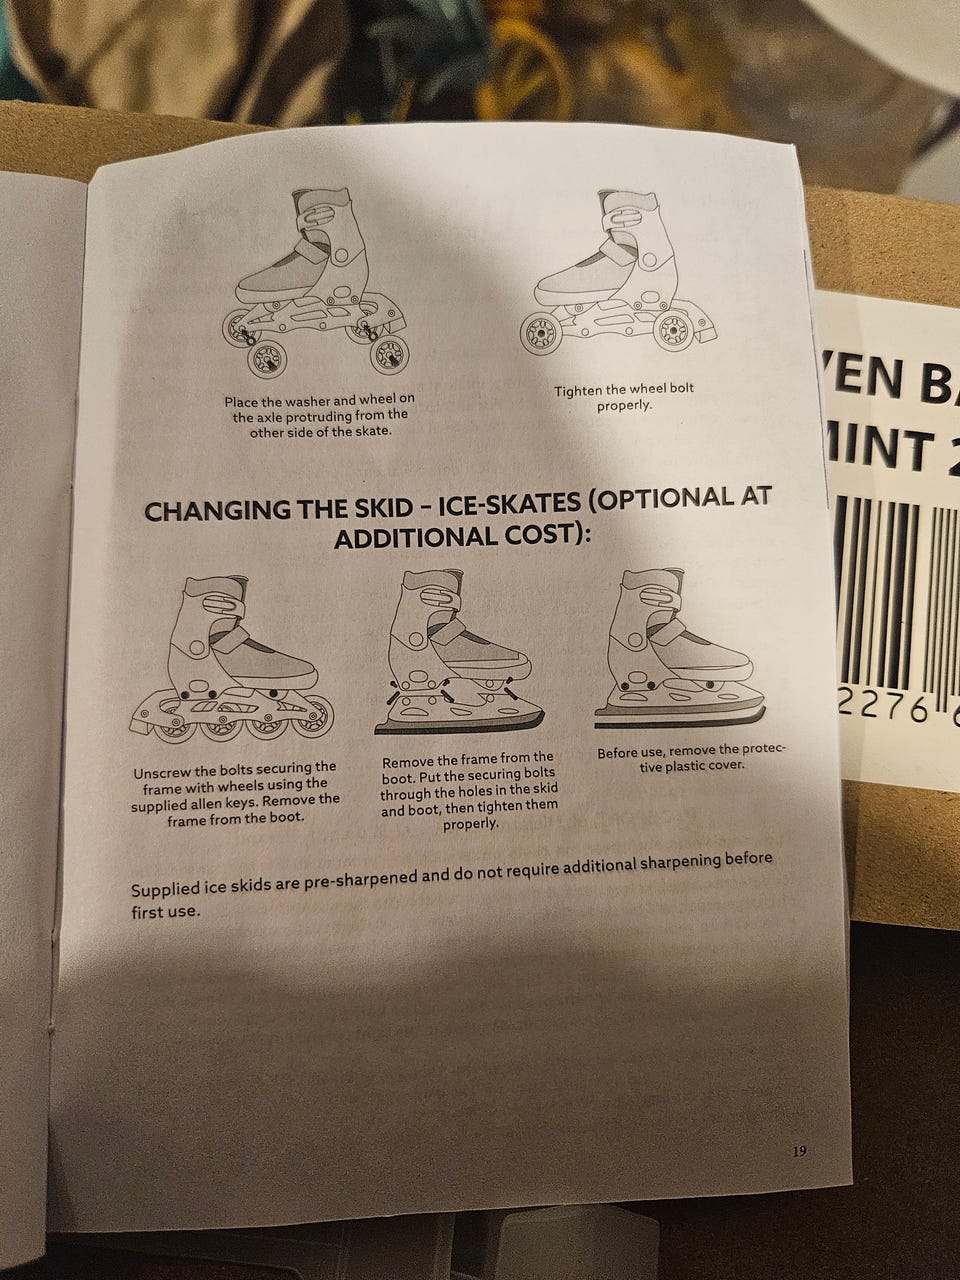 Place the washer and wheel on
the axle protruding from the
other side of the skate.
Tighten the wheel bolt
properly.
CHANGING THE SKID – ICE-SKATES (OPTIONAL AT
ADDITIONAL COST):
Unscrew the bolts securing the
frame with wheels using the
supplied allen keys. Remove the
frame from the boot.
Remove the frame from the
boot. Put the securing bolts
through the holes in the skid
and boot, then tighten them
properly.
Before use, remove the protec-
tive plastic cover.
Supplied ice skids are pre-sharpened and do not require additional sharpening before
first use.
19
VEN BA
MINT 2
2276 6